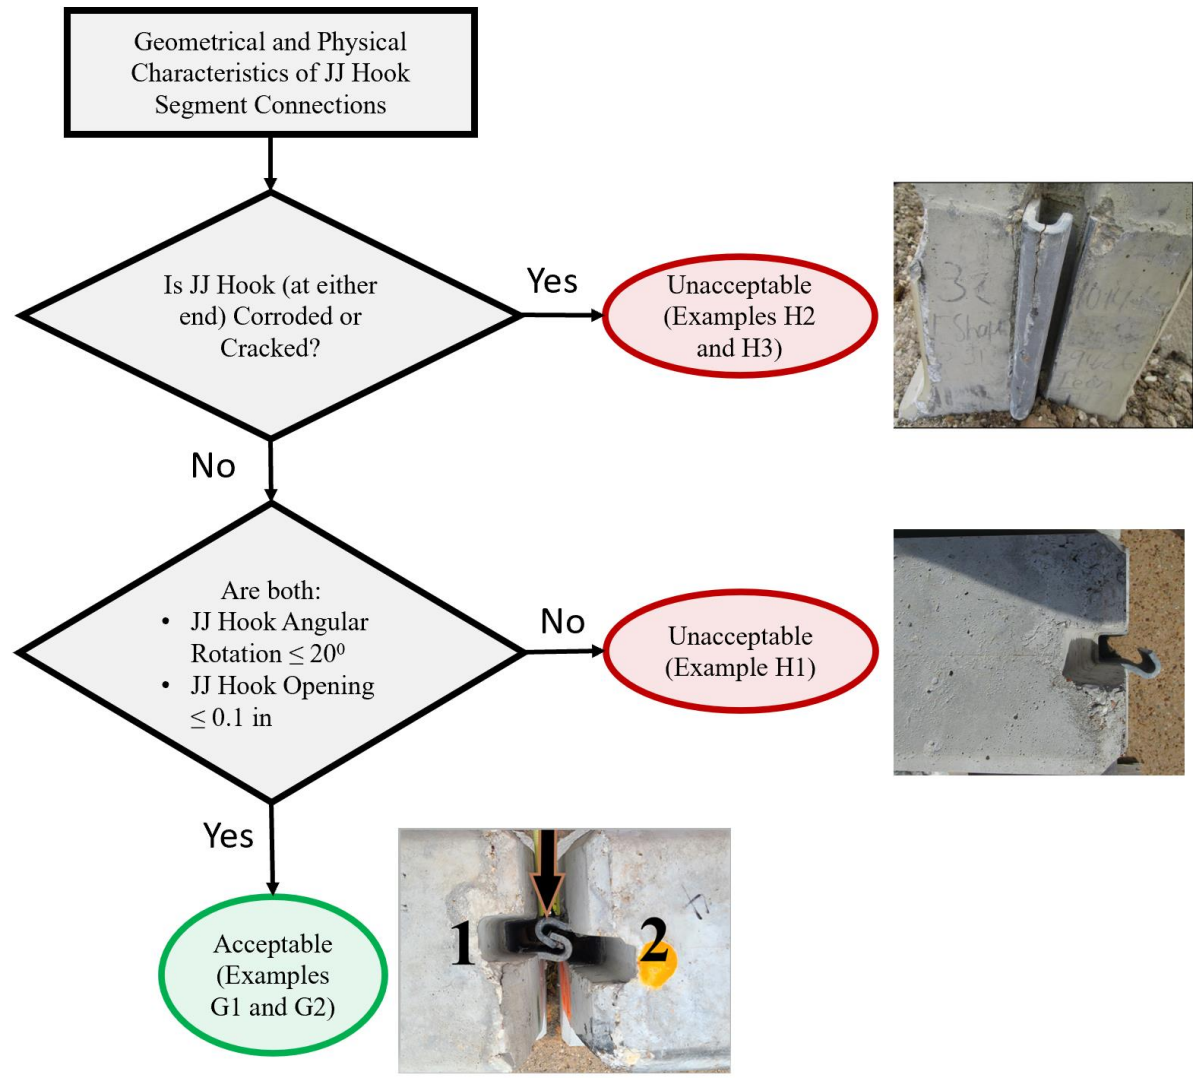 Geometrical and Physical
Characteristics of JJ Hook
Segment Connections
Is JJ Hook (at either
end) Corroded or
Cracked?
Yes
Unacceptable
(Examples H2
and H3)
32
Shape
No
Are both:
• JJ Hook Angular
Rotation ≤ 20⁰
• JJ Hook Opening
≤ 0.1 in
No
Unacceptable
(Example H1)
Yes
Acceptable
(Examples
G1 and G2)
1
2